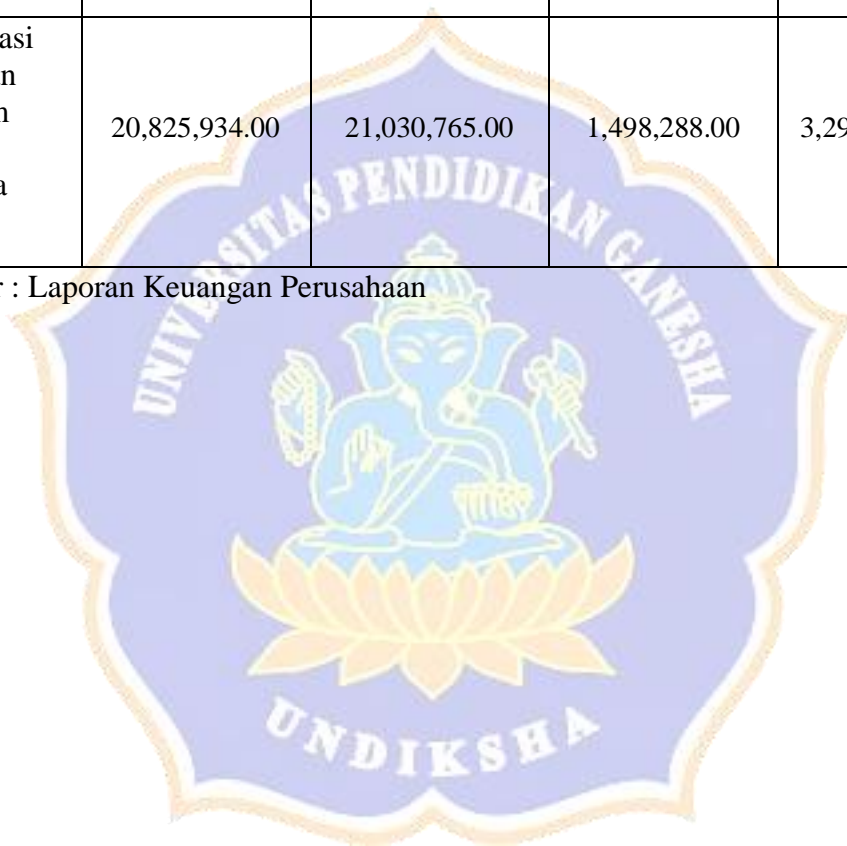 asi
n
n
a
20,825,934.00 21,030,765.00 1,498,288.00 3,29
: Laporan Keuangan Perusahaan
UNIVERSITAS PENDIDIKAN GANESHA
UNDIKSHA